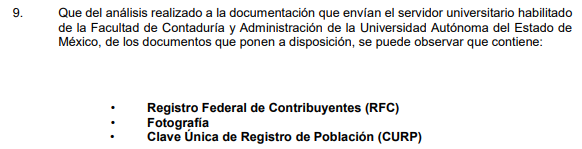 9. Que del análisis realizado a la documentación que envían el servidor universitario habilitado
de la Facultad de Contaduría y Administración de la Universidad Autónoma del Estado de
México, de los documentos que ponen a disposición, se puede observar que contiene:
• Registro Federal de Contribuyentes (RFC)
• Fotografía
• Clave Única de Registro de Población (CURP)